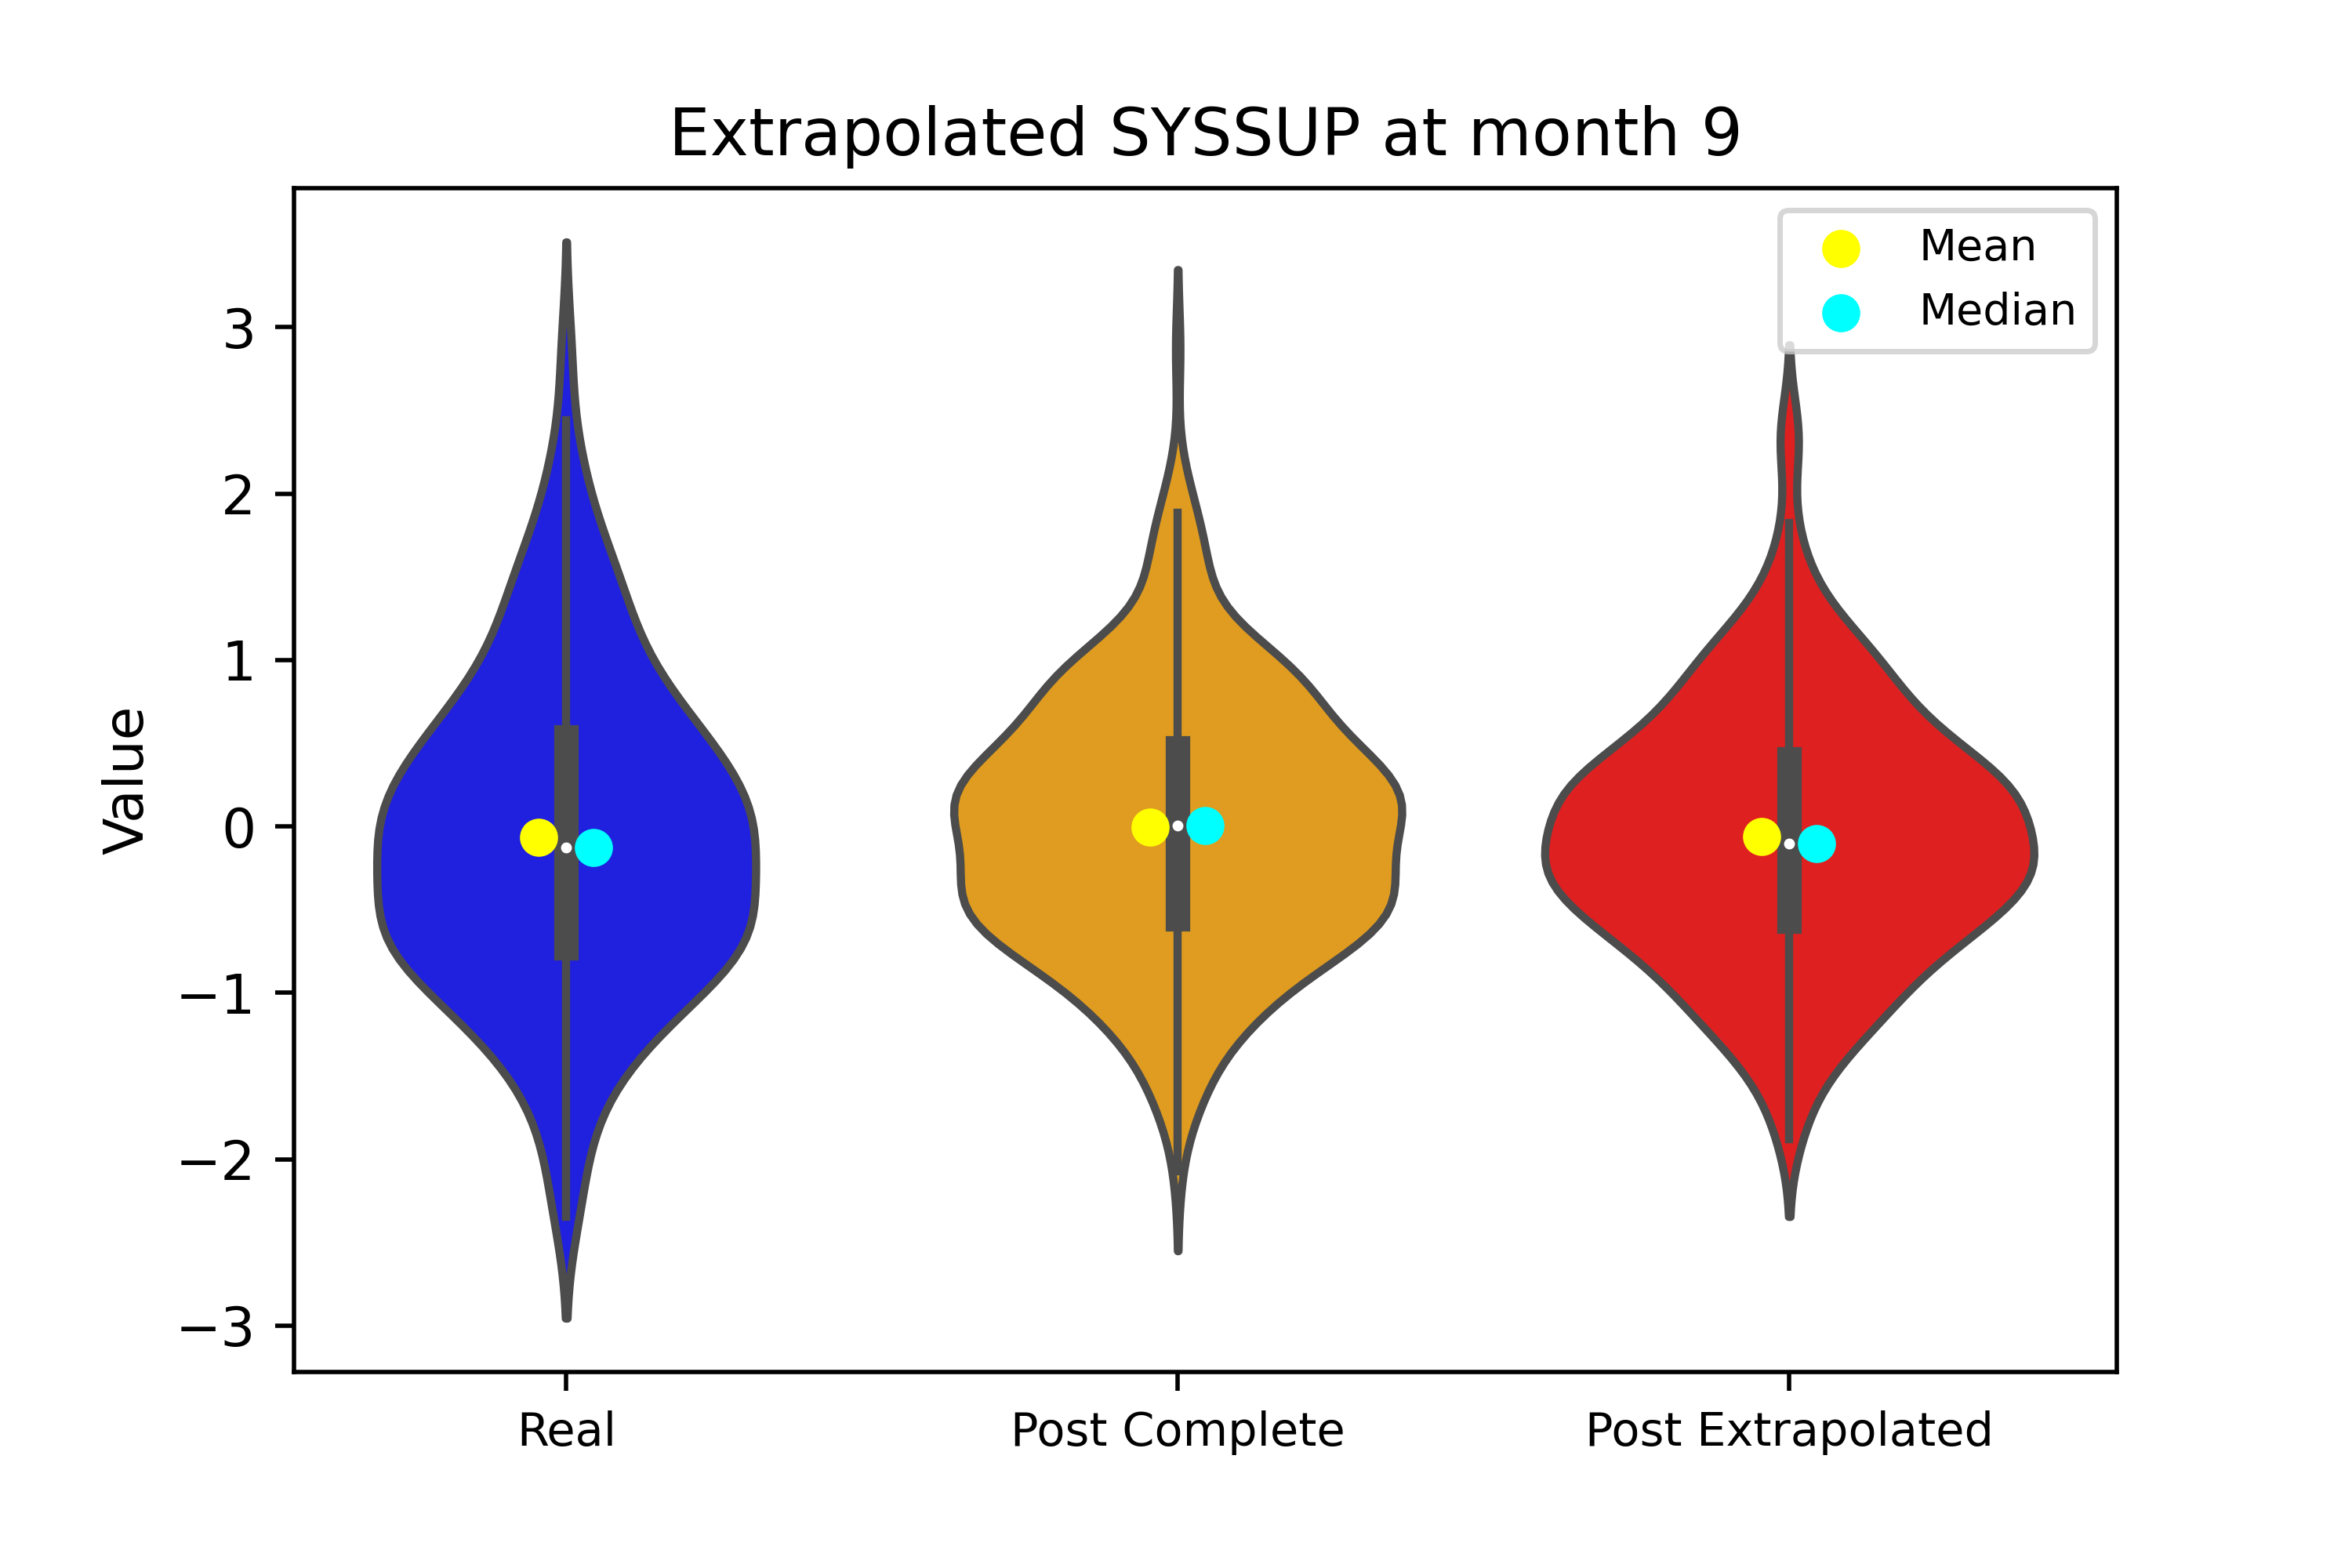 Extrapolated SYSSUP at month 9
Mean
Median
Value
3
2
1
0
−1
−2
−3
Real
Post Complete
Post Extrapolated